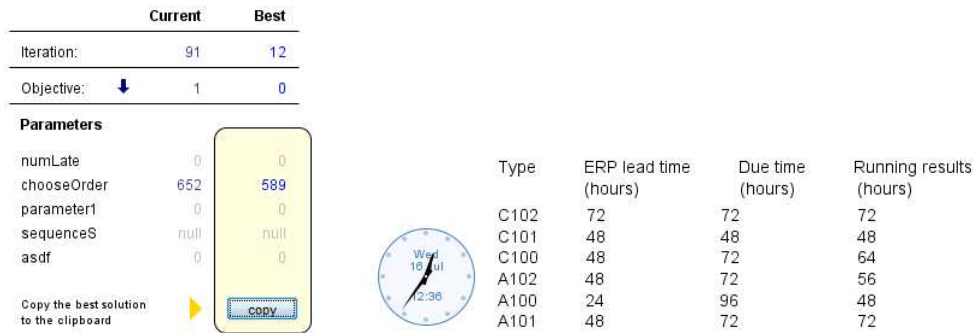 Current Best
Iteration: 91 12
Objective: 1 0
Parameters
numLate 0 0
chooseOrder 652 589
parameter1 0 0
sequenceS null null
asdf 0 0
Copy the best solution
to the clipboard
copy
Wed
16 Jul
12:36
Type ERP lead time Due time Running results
(hours) (hours) (hours)
C102 72 72 72
C101 48 48 48
C100 48 72 64
A102 48 72 56
A100 24 96 48
A101 48 72 72